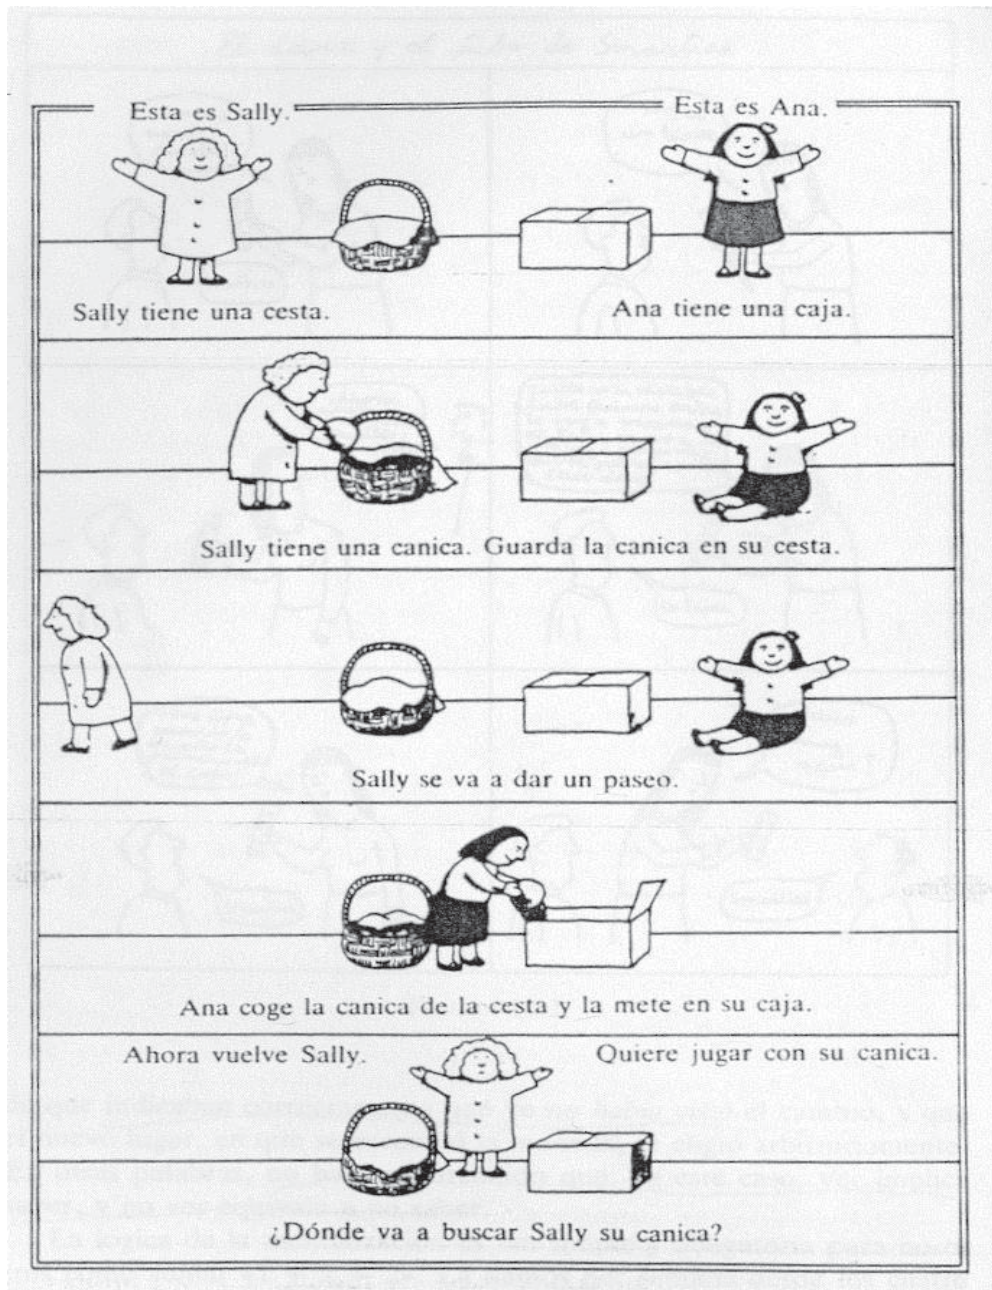 Esta es Sally.
Esta es Ana.
Sally tiene una cesta.
Ana tiene una caja.
Sally tiene una canica. Guarda la canica en su cesta.
Sally se va a dar un paseo.
Ana coge la canica de la cesta y la mete en su caja.
Ahora vuelve Sally.
Quiere jugar con su canica.
¿Dónde va a buscar Sally su canica?